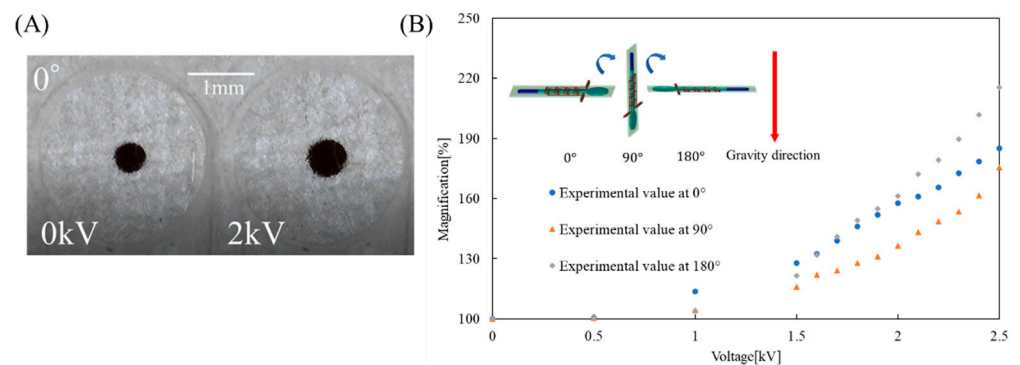 (A)
0°
1mm
0kV
2kV
(B)
Magnification[%]
250
220
190
160
130
100
0°
90°
180°
Gravity direction
Experimental value at 0°
Experimental value at 90°
Experimental value at 180°
0
0.5
1
1.5
2
2.5
Voltage[kV]